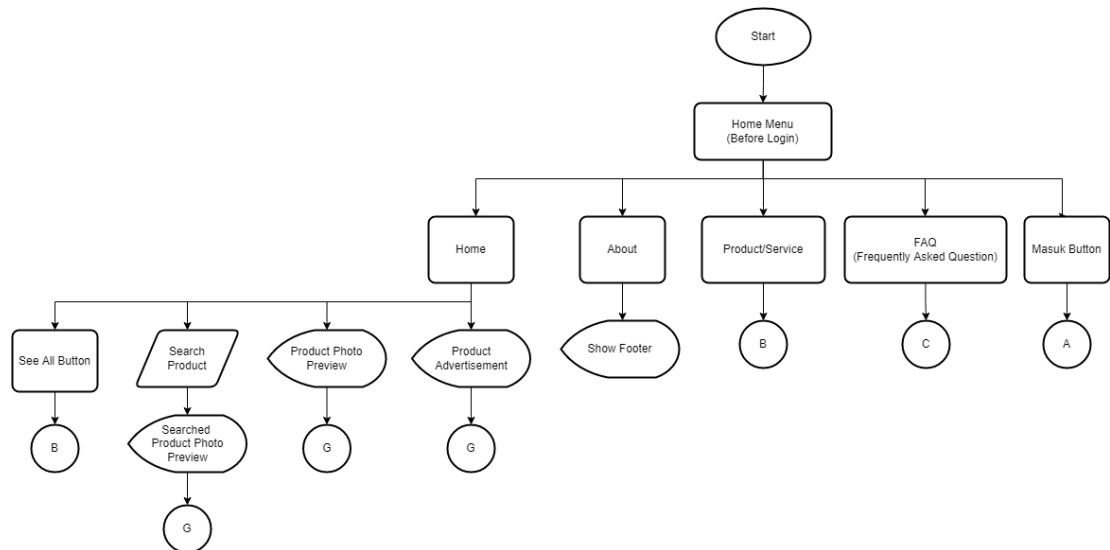 Start
Home Menu
(Before Login)
Home
About
Product/Service
FAQ
(Frequently Asked Question)
Masuk Button
See All Button
Search
Product
Product Photo
Preview
Product
Advertisement
Show Footer
B
C
A
B
Searched
Product Photo
Preview
G
G
G